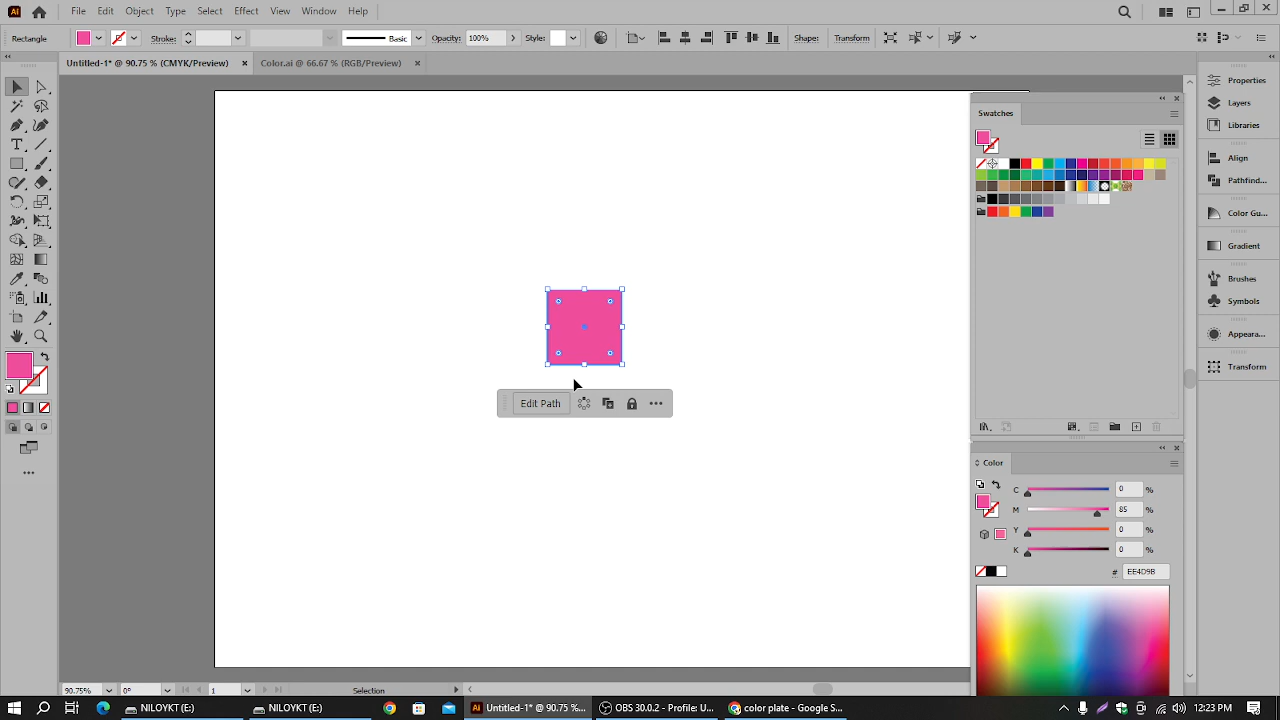 Ai File Edit Object Type Select Effect View Window Help
Rectangle Stroke: Basic Opacity: 100% Style: Shape: Transform
Untitled-1* @ 90.75 % (CMYK/Preview) × Color.ai @ 66.67 % (RGB/Preview) ×
Properties
Layers
Swatches
Libraries
Align
Pathfind...
Color Gu...
Gradient
Brushes
Symbols
Appeara...
Transform
Edit Path
Color
C 0 %
M 85 %
Y 0 %
K 0 %
# EE4D9B
90.75% 0° 1 Selection
NILOYKT (E:) NILOYKT (E:) Untitled-1* @ 90.75 %... OBS 30.0.2 - Profile: U... color plate - Google S... 12:23 PM